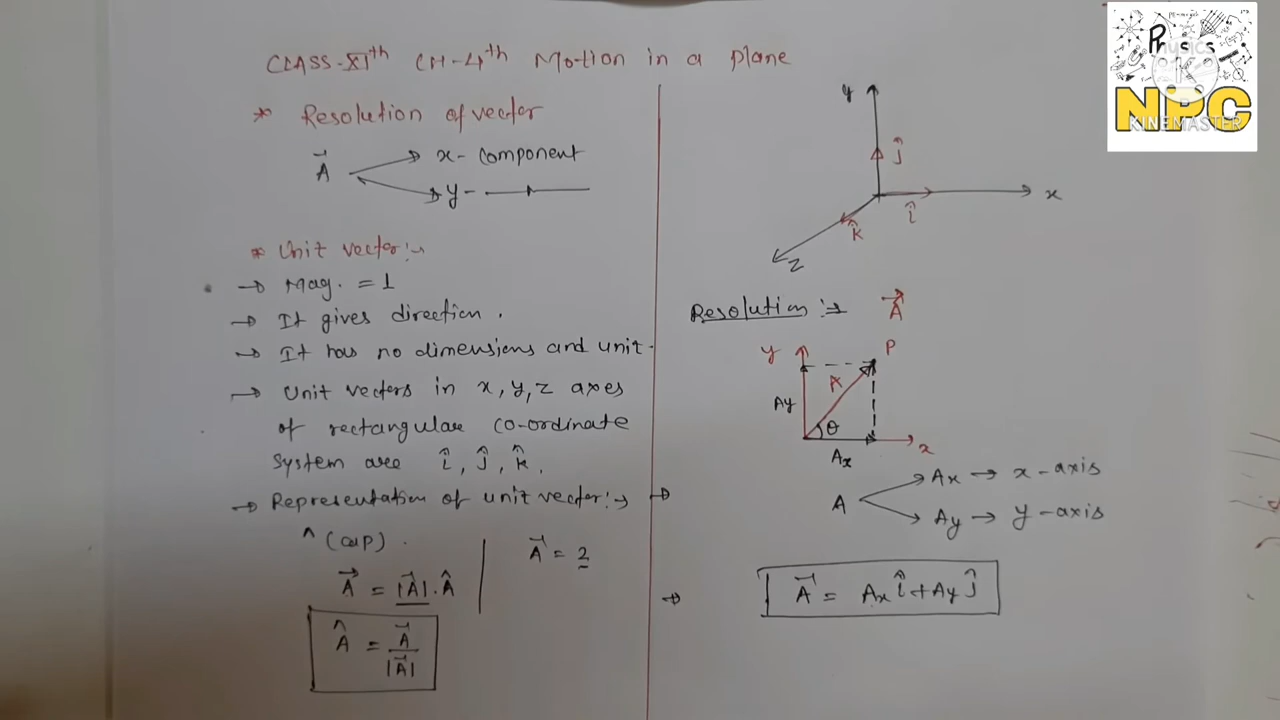 CLASS-XIth CH-4th Motion in a plane
* Resolution of vector
A⃗
x- component
y-
* Unit vector:-
→ Mag. = 1
→ It gives direction.
→ It has no dimensions and unit.
→ Unit vectors in x, y, z axes
of rectangular co-ordinate
system are î, ĵ, k̂.
→ Representation of unit vector:-
^ (cap).
A⃗ = |A⃗|. Â
 = A⃗ / |A⃗|
A⃗ = 2
y
ĵ
x
î
k̂
z
Resolution :→ A⃗
y
P
A
Ay
θ
x
Ax
A
Ax → x-axis
Ay → y-axis
A⃗ = Ax î + Ay ĵ
Physics
K
NPC
KINEMASTER